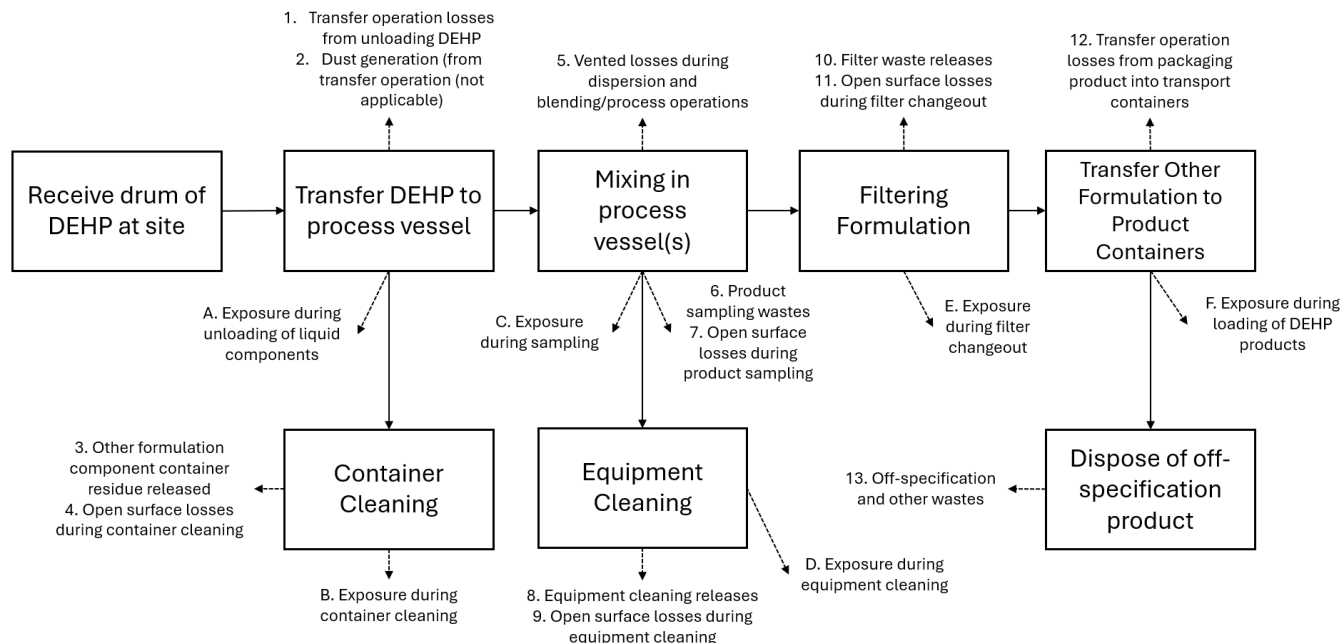 1. Transfer operation losses
from unloading DEHP
2. Dust generation (from
transfer operation (not
applicable)
5. Vented losses during
dispersion and
blending/process operations
10. Filter waste releases
11. Open surface losses
during filter changeout
12. Transfer operation
losses from packaging
product into transport
containers
Receive drum of
DEHP at site
Transfer DEHP to
process vessel
Mixing in
process
vessel(s)
Filtering
Formulation
Transfer Other
Formulation to
Product
Containers
A. Exposure during
unloading of liquid
components
C. Exposure
during sampling
6. Product
sampling wastes
7. Open surface
losses during
product sampling
E. Exposure
during filter
changeout
F. Exposure during
loading of DEHP
products
3. Other formulation
component container
residue released
4. Open surface losses
during container cleaning
Container
Cleaning
Equipment
Cleaning
13. Off-specification
and other wastes
Dispose of off-
specification
product
B. Exposure during
container cleaning
8. Equipment cleaning releases
9. Open surface losses during
equipment cleaning
D. Exposure during
equipment cleaning